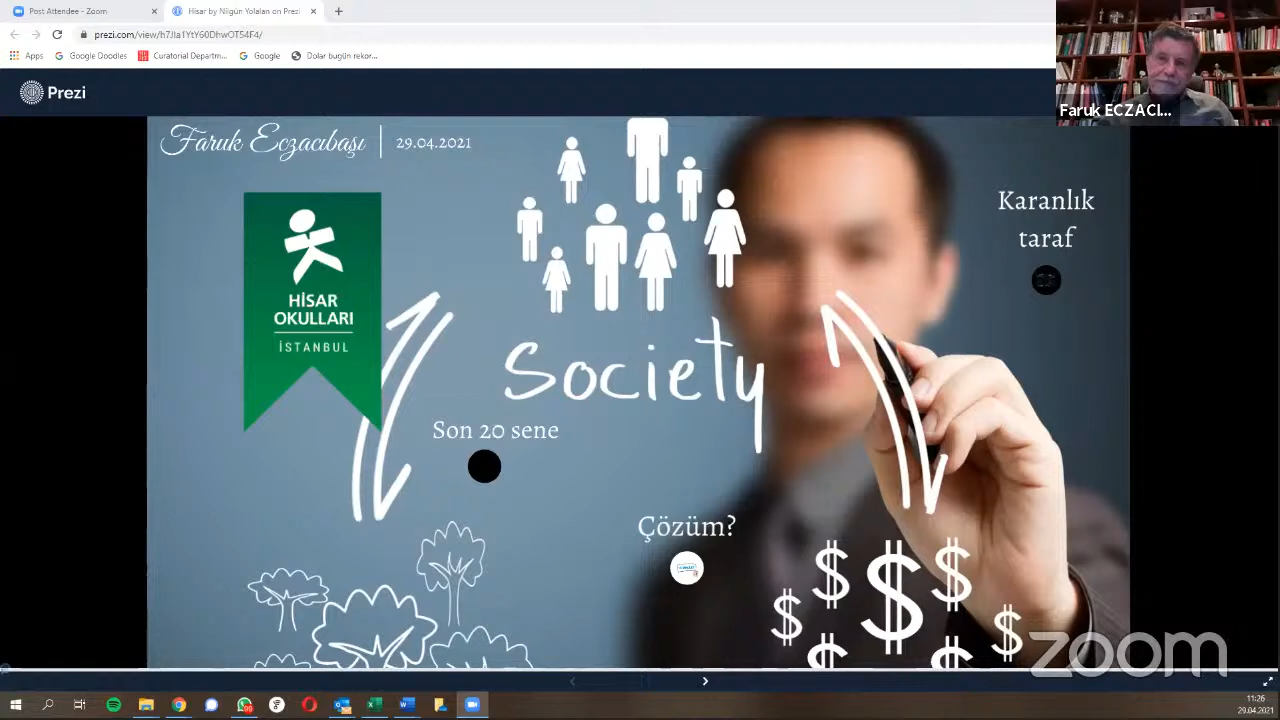 Post Attendee - Zoom
Hisar by Nilgün Yolalan on Prezi
prezi.com/view/h7JIa1YtY60DhwOT54F4/
Apps
Google Doodles
Curatorial Departm...
Google
Dolar bugün rekor...
Prezi
Faruk ECZACI...
Faruk Eczacıbaşı
29.04.2021
Karanlık
taraf
HİSAR
OKULLARI
İSTANBUL
Society
Son 20 sene
Çözüm?
zoom
11:26
29.04.2021